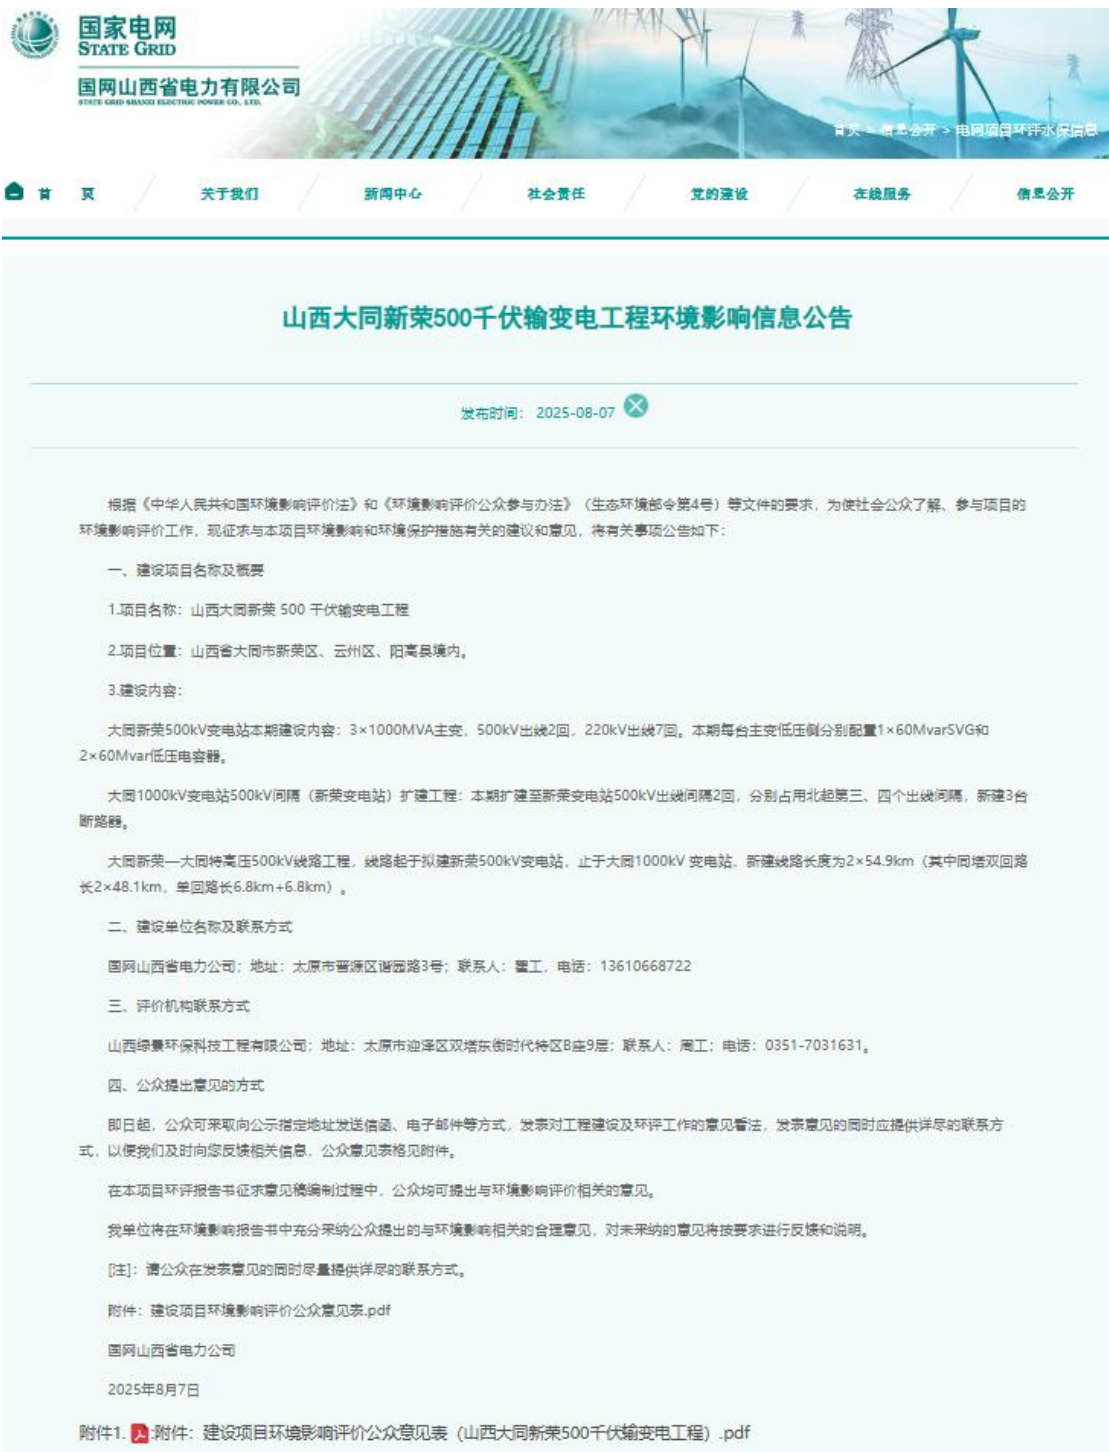 国家电网
STATE GRID
国网山西省电力有限公司
STATE GRID SHANXI ELECTRIC POWER CO., LTD.
首页 > 信息公开 > 电网项目环评水保信息
首 页 关于我们 新闻中心 社会责任 党的建设 在线服务 信息公开
山西大同新荣500千伏输变电工程环境影响信息公告
发布时间： 2025-08-07
根据《中华人民共和国环境影响评价法》和《环境影响评价公众参与办法》（生态环境部令第4号）等文件的要求，为使社会公众了解、参与项目的
环境影响评价工作，现征求与本项目环境影响和环境保护措施有关的建议和意见，将有关事项公告如下：
一、建设项目名称及概要
1.项目名称：山西大同新荣 500 千伏输变电工程
2.项目位置：山西省大同市新荣区、云州区、阳高县境内。
3.建设内容：
大同新荣500kV变电站本期建设内容：3×1000MVA主变，500kV出线2回，220kV出线7回。本期每台主变低压侧分别配置1×60MvarSVG和
2×60Mvar低压电容器。
大同1000kV变电站500kV间隔（新荣变电站）扩建工程：本期扩建至新荣变电站500kV出线间隔2回，分别占用北起第三、四个出线间隔，新建3台
断路器。
大同新荣—大同特高压500kV线路工程，线路起于拟建新荣500kV变电站，止于大同1000kV 变电站，新建线路长度为2×54.9km（其中同塔双回路
长2×48.1km，单回路长6.8km+6.8km）。
二、建设单位名称及联系方式
国网山西省电力公司；地址：太原市晋源区谐园路3号；联系人：翟工，电话：13610668722
三、评价机构联系方式
山西绿景环保科技工程有限公司；地址：太原市迎泽区双塔东街时代特区B座9层；联系人：周工；电话：0351-7031631。
四、公众提出意见的方式
即日起，公众可采取向公示指定地址发送信函、电子邮件等方式，发表对工程建设及环评工作的意见看法，发表意见的同时应提供详尽的联系方
式，以便我们及时向您反馈相关信息，公众意见表格见附件。
在本项目环评报告书征求意见稿编制过程中，公众均可提出与环境影响评价相关的意见。
我单位将在环境影响报告书中充分采纳公众提出的与环境影响相关的合理意见，对未采纳的意见将按要求进行反馈和说明。
[注]：请公众在发表意见的同时尽量提供详尽的联系方式。
附件：建设项目环境影响评价公众意见表.pdf
国网山西省电力公司
2025年8月7日
附件1. :附件：建设项目环境影响评价公众意见表（山西大同新荣500千伏输变电工程）.pdf